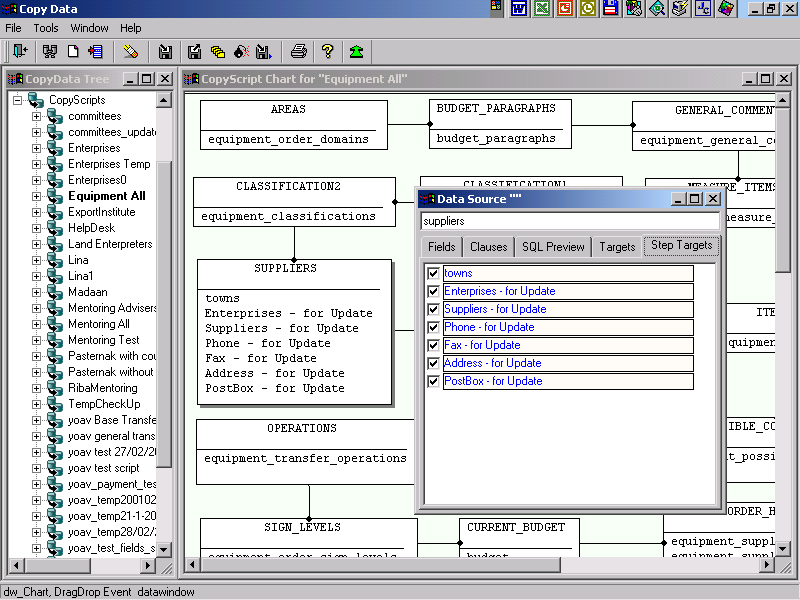 Copy Data
File Tools Window Help
CopyData Tree
CopyScripts
committees
committees_updat
Enterprises
Enterprises Temp
Enterprises0
Equipment All
ExportInstitute
HelpDesk
Land Enterpreters
Lina
Lina1
Madaan
Mentoring Advisers
Mentoring All
Mentoring Test
Pasternak with cou
Pasternak without
RibaMentoring
TempCheckUp
yoav Base Transfe
yoav general trans
yoav test 27/02/20
yoav test script
yoav_payment_tes
yoav_temp200102
yoav_temp21-1-20
yoav_temp28/02/
yoav_test_fields_s
CopyScript Chart for "Equipment All"
AREAS
equipment_order_domains
BUDGET_PARAGRAPHS
budget_paragraphs
GENERAL_COMMEN
equipment_general_co
CLASSIFICATION2
equipment_classifications
CLASSIFICATION1
MEASURE_ITEMS
measure_
SUPPLIERS
towns
Enterprises - for Update
Suppliers - for Update
Phone - for Update
Fax - for Update
Address - for Update
PostBox - for Update
ITE
quipmen
OPERATIONS
equipment_transfer_operations
IBLE_CO
t_possi
SIGN_LEVELS
equipment_order_sign_levels
CURRENT_BUDGET
budget
ORDER_H
equipment_suppl
equipment_suppl
Data Source ""
suppliers
Fields Clauses SQL Preview Targets Step Targets
towns
Enterprises - for Update
Suppliers - for Update
Phone - for Update
Fax - for Update
Address - for Update
PostBox - for Update
dw_Chart, DragDrop Event datawindow